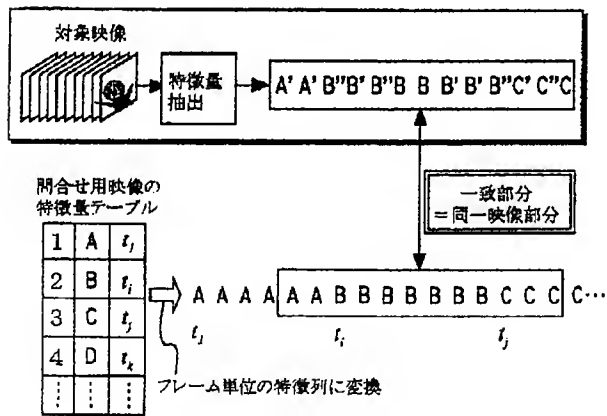 対象映像
特徴量
抽出
A' A' B"B' B"B B B' B' B"C' C"C
一致部分
＝同一映像部分
問合せ用映像の
特徴量テーブル
1 A t₁
2 B tᵢ
3 C tⱼ
4 D tₖ
⋮ ⋮ ⋮
A A A A A A B B B B B B B C C C C…
t₁ tᵢ tⱼ
フレーム単位の特徴列に変換